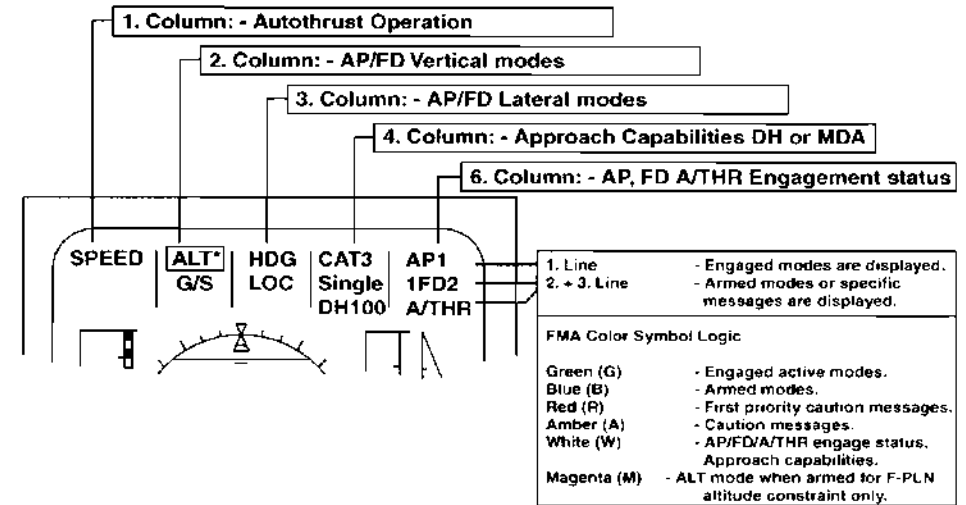 1. Column: - Autothrust Operation
2. Column: - AP/FD Vertical modes
3. Column: - AP/FD Lateral modes
4. Column: - Approach Capabilities DH or MDA
6. Column: - AP, FD A/THR Engagement status
SPEED ALT* HDG CAT3 AP1
G/S LOC Single 1FD2
DH100 A/THR
1. Line - Engaged modes are displayed.
2. + 3. Line - Armed modes or specific
messages are displayed.
FMA Color Symbol Logic
Green (G) - Engaged active modes.
Blue (B) - Armed modes.
Red (R) - First priority caution messages.
Amber (A) - Caution messages.
White (W) - AP/FD/A/THR engage status.
Approach capabilities.
Magenta (M) - ALT mode when armed for F-PLN
altitude constraint only.